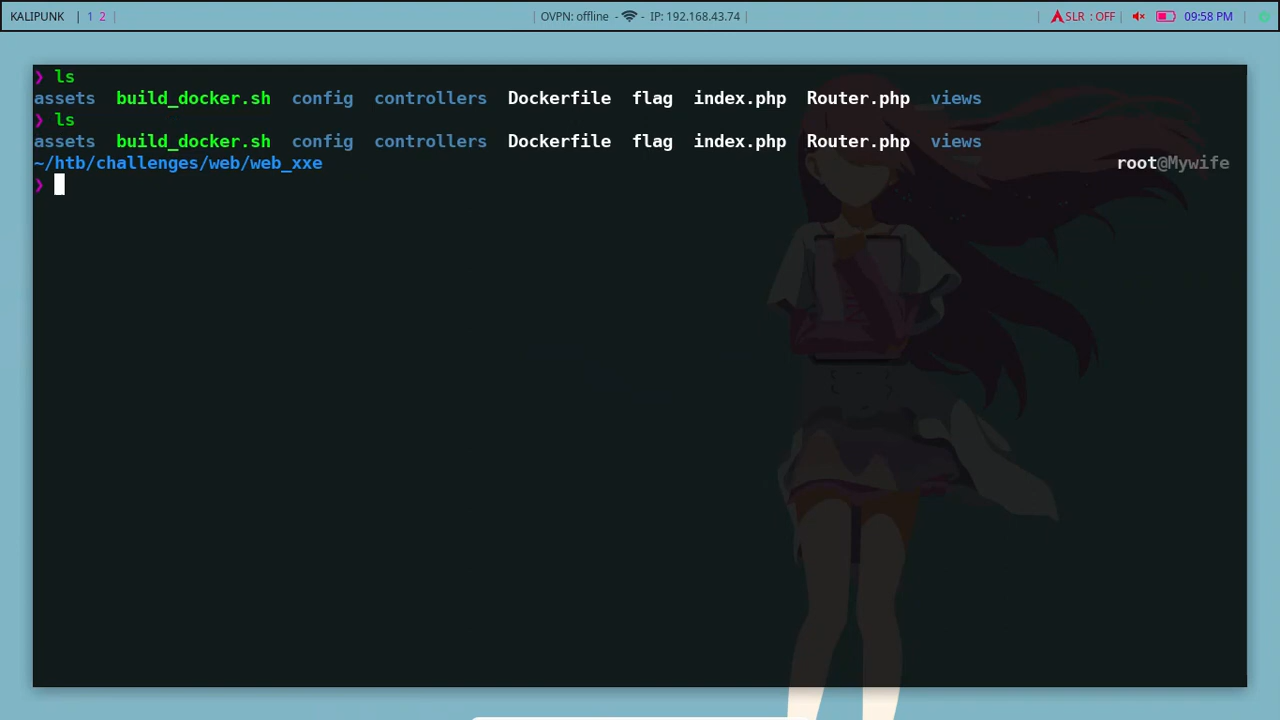 KALIPUNK | 1 2 | | OVPN: offline - - IP: 192.168.43.74 | | SLR : OFF | 09:58 PM |
❯ ls
assets build_docker.sh config controllers Dockerfile flag index.php Router.php views
❯ ls
assets build_docker.sh config controllers Dockerfile flag index.php Router.php views
~/htb/challenges/web/web_xxe root@Mywife
❯